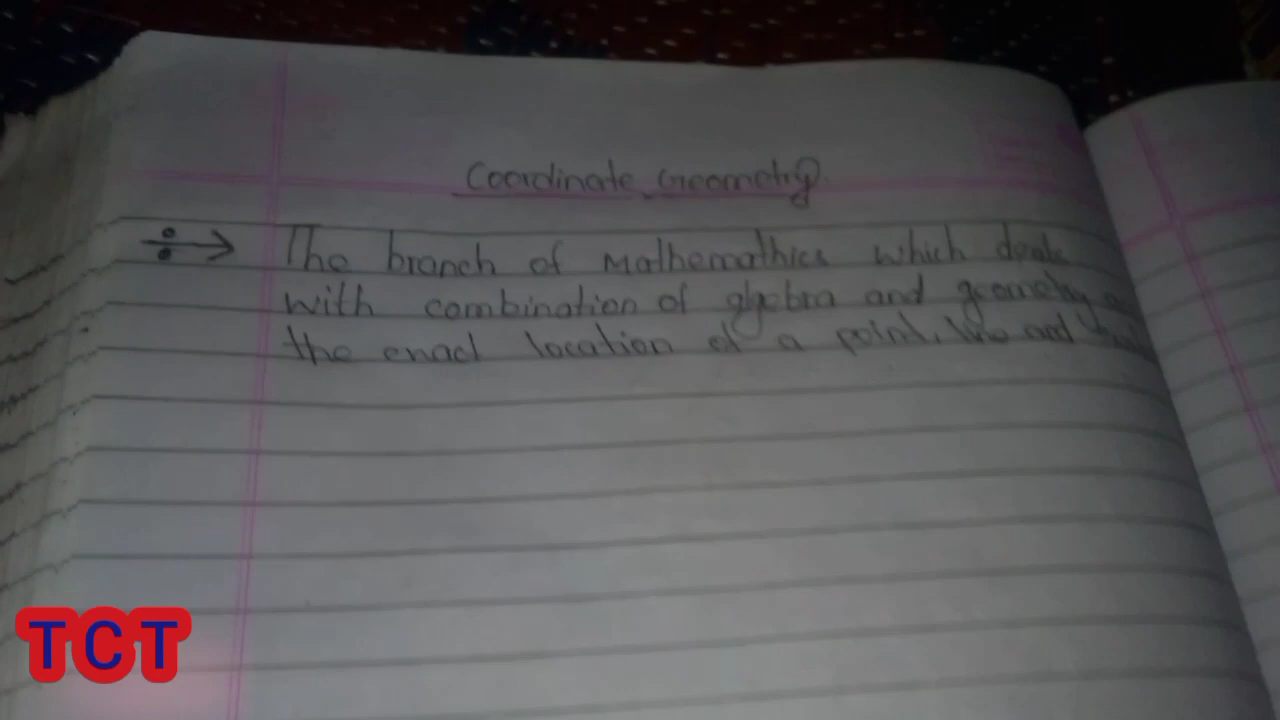 Coordinate Geometry
÷→ The branch of Mathemathics which deals
with combination of algebra and geometry
the enact location of a point, line and
TCT